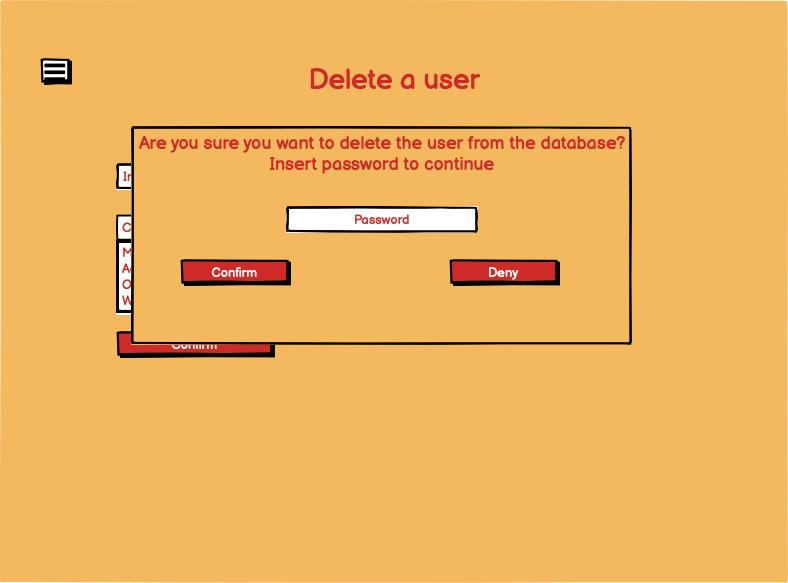 Delete a user
Are you sure you want to delete the user from the database?
Insert password to continue
Password
Confirm
Deny
Confirm